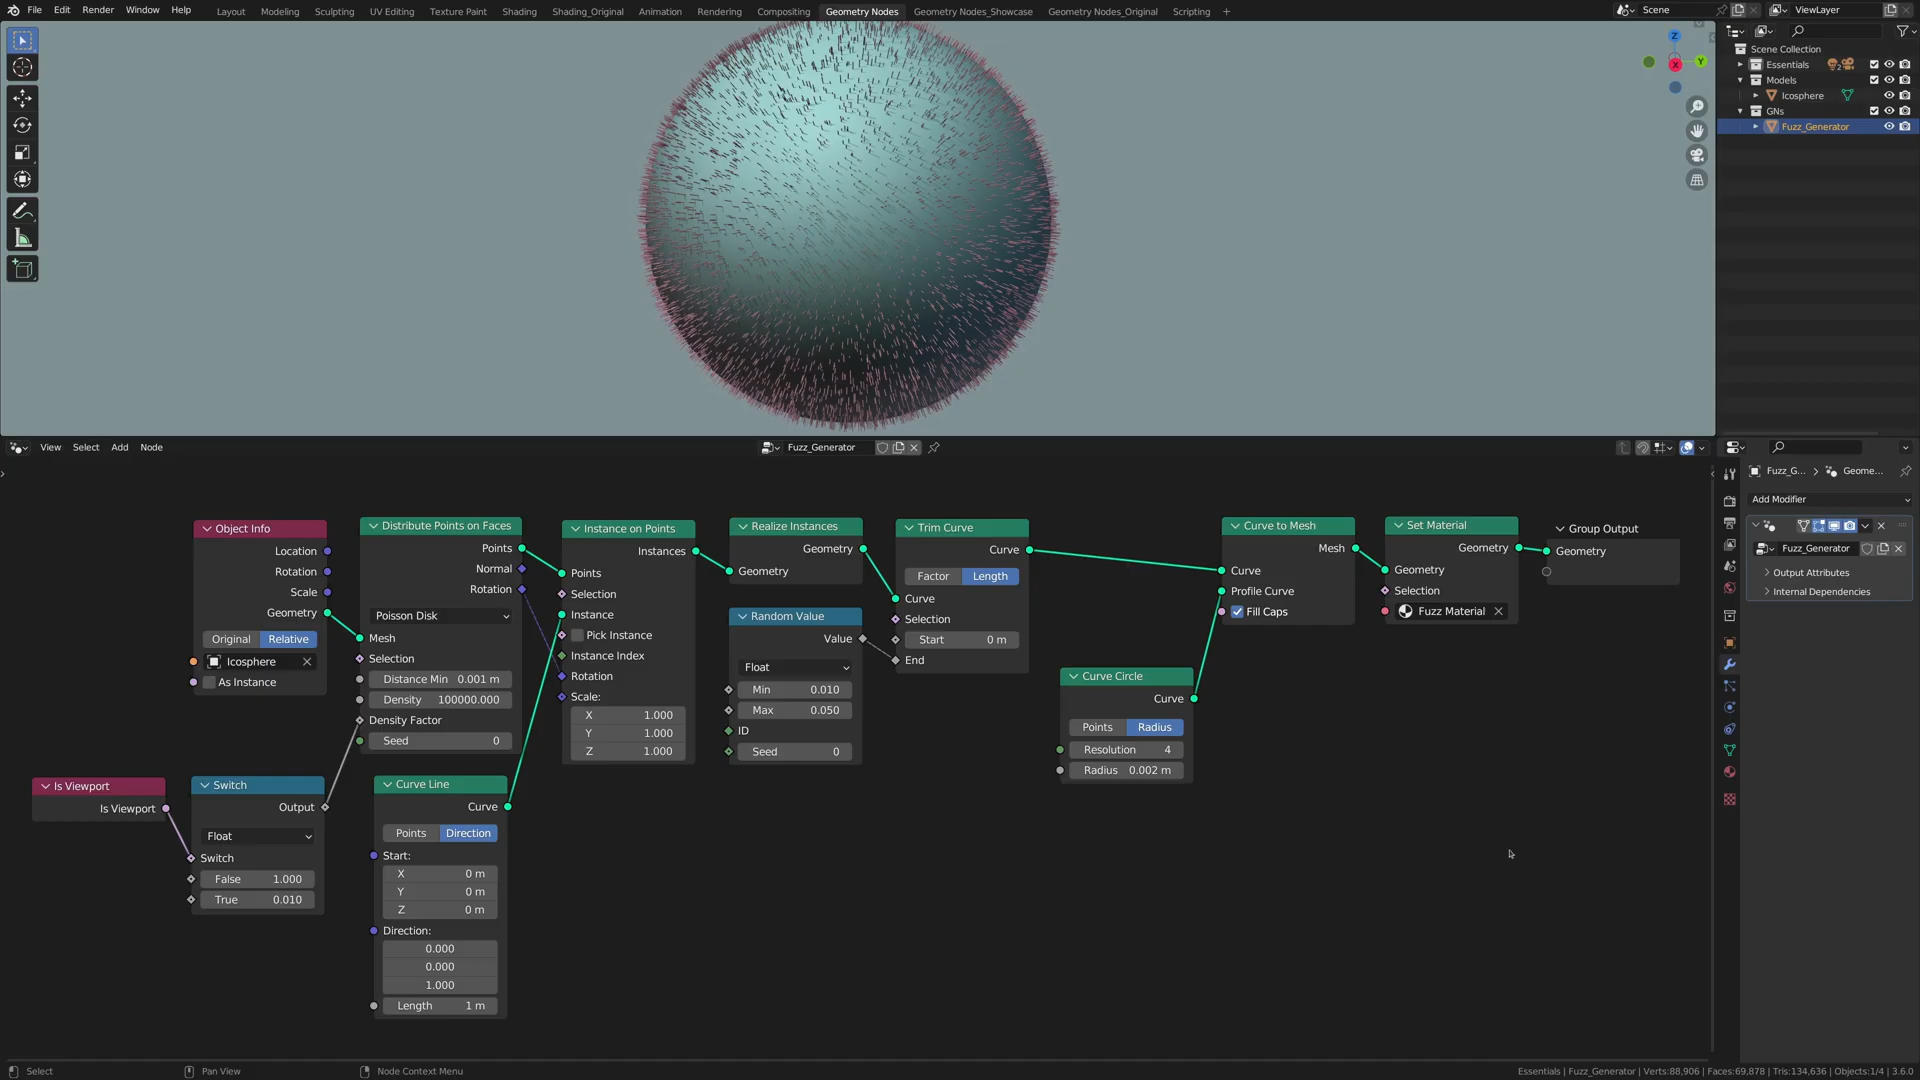 File Edit Render Window Help Layout Modeling Sculpting UV Editing Texture Paint Shading Shading_Original Animation Rendering Compositing Geometry Nodes Geometry Nodes_Showcase Geometry Nodes_Original Scripting + Scene ViewLayer
Z
Y
X
Scene Collection
Essentials 2
Models
Icosphere
GNs
Fuzz_Generator
View Select Add Node Fuzz_Generator
Fuzz_G... > Geome...
Add Modifier
Fuzz_Generator
Output Attributes
Internal Dependencies
Object Info
Location
Rotation
Scale
Geometry
Original Relative
Icosphere
As Instance
Distribute Points on Faces
Points
Normal
Rotation
Poisson Disk
Mesh
Selection
Distance Min 0.001 m
Density 100000.000
Density Factor
Seed 0
Instance on Points
Instances
Points
Selection
Instance
Pick Instance
Instance Index
Rotation
Scale:
X 1.000
Y 1.000
Z 1.000
Realize Instances
Geometry
Geometry
Random Value
Value
Float
Min 0.010
Max 0.050
ID
Seed 0
Trim Curve
Curve
Factor Length
Curve
Selection
Start 0 m
End
Curve Circle
Curve
Points Radius
Resolution 4
Radius 0.002 m
Curve to Mesh
Mesh
Curve
Profile Curve
Fill Caps
Set Material
Geometry
Geometry
Selection
Fuzz Material
Group Output
Geometry
Is Viewport
Is Viewport
Switch
Output
Float
Switch
False 1.000
True 0.010
Curve Line
Curve
Points Direction
Start:
X 0 m
Y 0 m
Z 0 m
Direction:
0.000
0.000
1.000
Length 1 m
Select Pan View Node Context Menu Essentials | Fuzz_Generator | Verts:88,906 | Faces:69,878 | Tris:134,636 | Objects:1/4 | 3.6.0